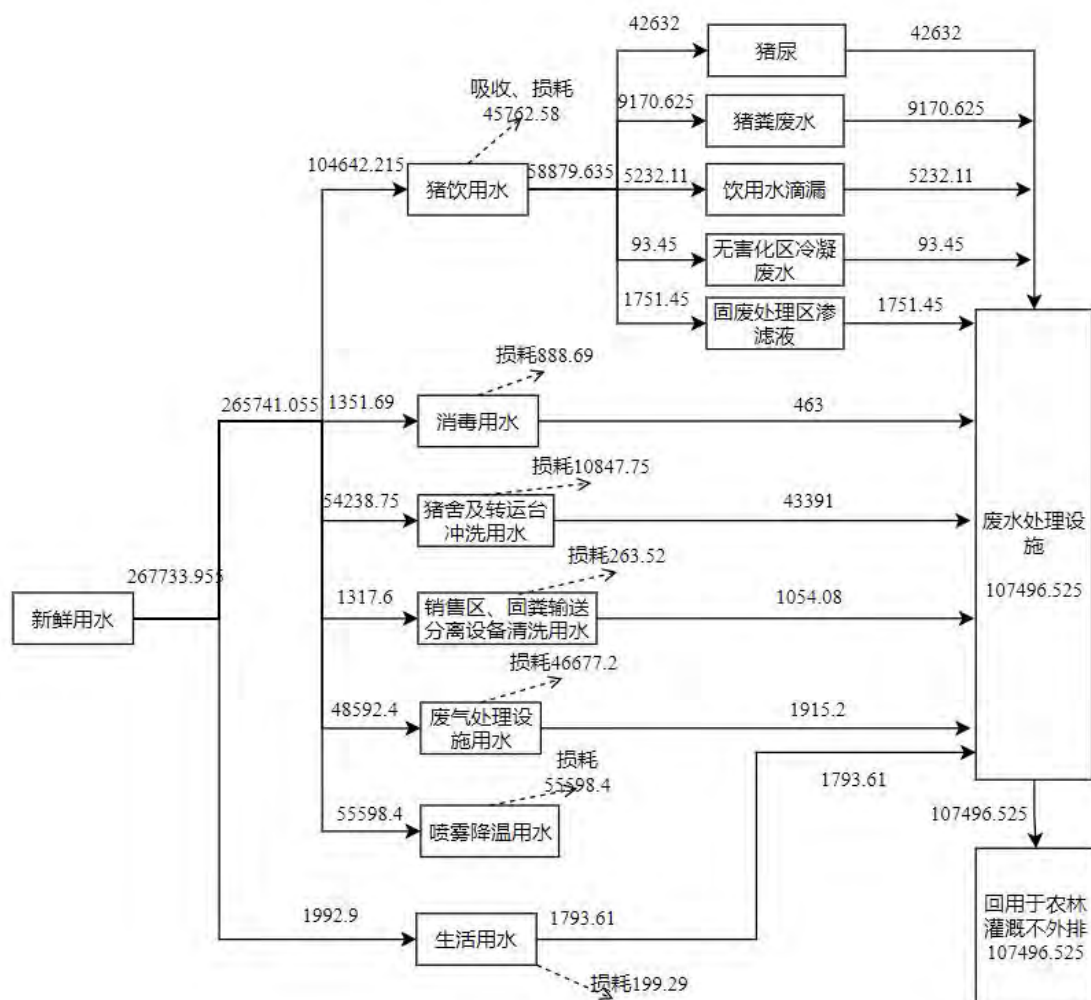 42632
猪尿
42632
吸收、损耗
45762.58
9170.625
猪粪废水
9170.625
104642.215
猪饮用水
58879.635
5232.11
饮用水滴漏
5232.11
93.45
无害化区冷凝
废水
93.45
1751.45
固废处理区渗
滤液
1751.45
损耗888.69
265741.055
1351.69
消毒用水
463
损耗10847.75
54238.75
猪舍及转运台
冲洗用水
43391
废水处理设
施
107496.525
损耗263.52
267733.955
新鲜用水
1317.6
销售区、固粪输送
分离设备清洗用水
1054.08
损耗46677.2
48592.4
废气处理设
施用水
1915.2
损耗
55598.4
1793.61
55598.4
喷雾降温用水
107496.525
1992.9
生活用水
1793.61
回用于农林
灌溉不外排
107496.525
损耗199.29